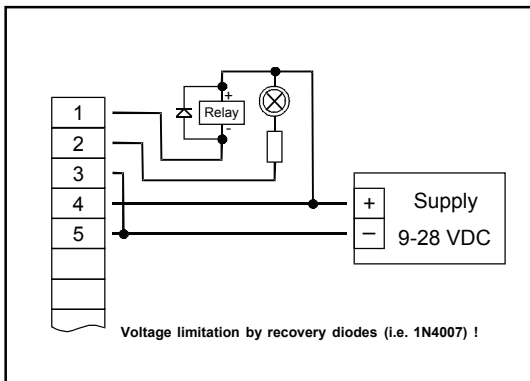 1
2
3
4
5
+
Relay
-
+ Supply
− 9-28 VDC
Voltage limitation by recovery diodes (i.e. 1N4007) !